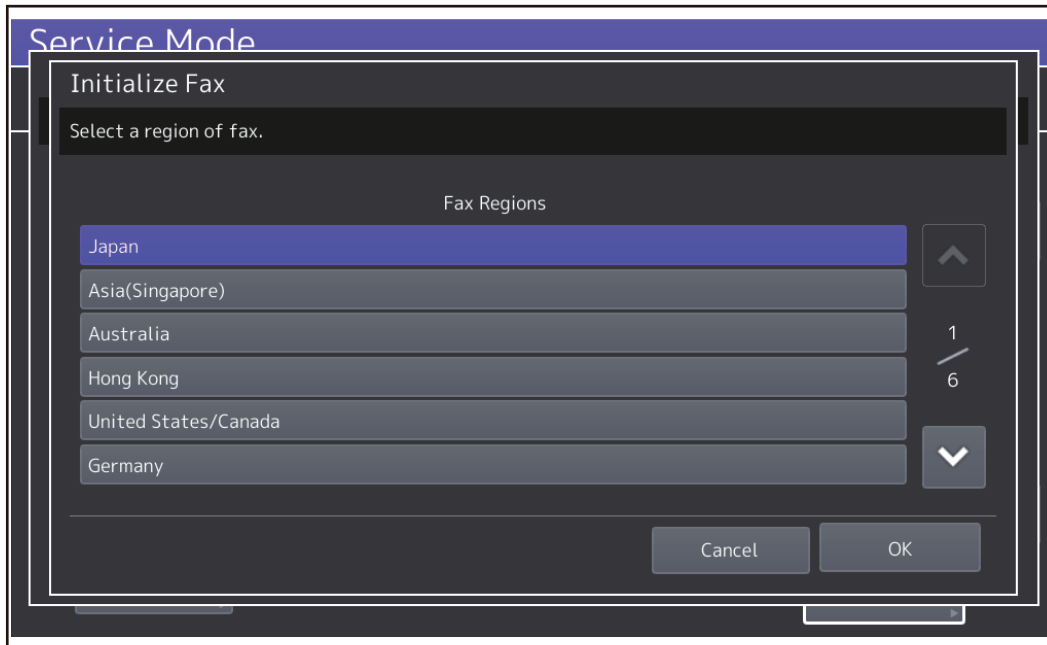 Service Mode
Initialize Fax
Select a region of fax.
Fax Regions
Japan
Asia(Singapore)
Australia
Hong Kong
United States/Canada
Germany
1
6
Cancel
OK